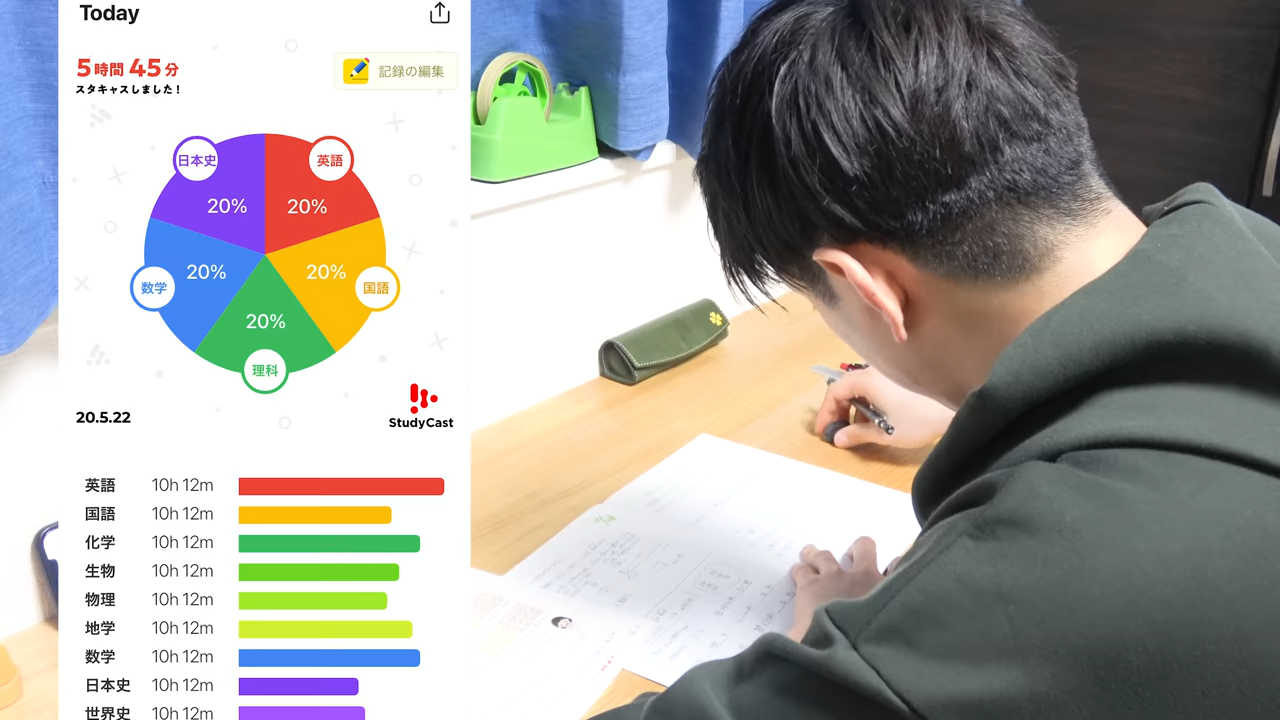 Today
5時間45分
スタキャスしました！
記録の編集
日本史
英語
20%
20%
数学
20%
20%
国語
20%
理科
20.5.22
StudyCast
英語 10h 12m
国語 10h 12m
化学 10h 12m
生物 10h 12m
物理 10h 12m
地学 10h 12m
数学 10h 12m
日本史 10h 12m
世界史 10h 12m